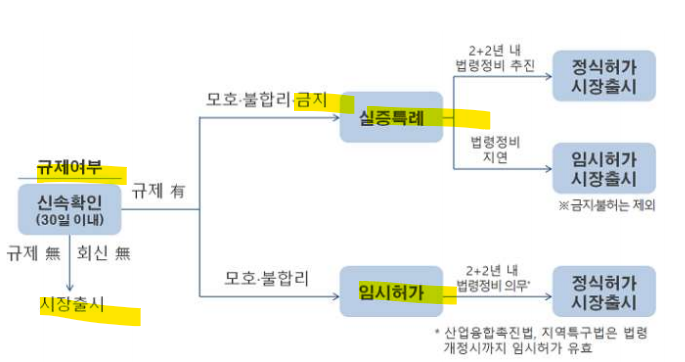 2+2년 내
법령정비 추진
정식허가
시장출시
모호·불합리·금지
실증특례
법령정비
지연
임시허가
시장출시
※금지·불허는 제외
규제여부
신속확인
(30일 이내)
규제 有
규제 無
회신 無
시장출시
모호·불합리
임시허가
2+2년 내
법령정비 의무*
정식허가
시장출시
* 산업융합촉진법, 지역특구법은 법령
개정시까지 임시허가 유효